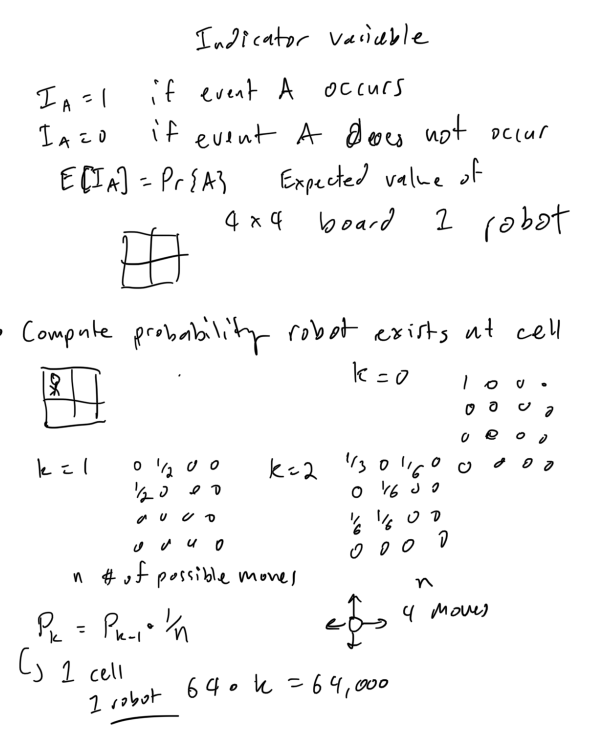 Indicator variable
I_A = 1 if event A occurs
I_A = 0 if event A does not occur
E[I_A] = Pr{A} Expected value of
4 x 4 board 1 robot
• Compute probability robot exists at cell
k = 0
1 0 0 0
0 0 0 0
0 0 0 0
0 0 0 0
k = 1
0 1/2 0 0
1/2 0 0 0
0 0 0 0
0 0 0 0
k = 2
1/3 0 1/6 0
0 1/6 0 0
1/6 1/6 0 0
0 0 0 0
n # of possible moves
n
4 moves
P_k = P_{k-1} · 1/n
1 cell
1 robot 64 · k = 64,000